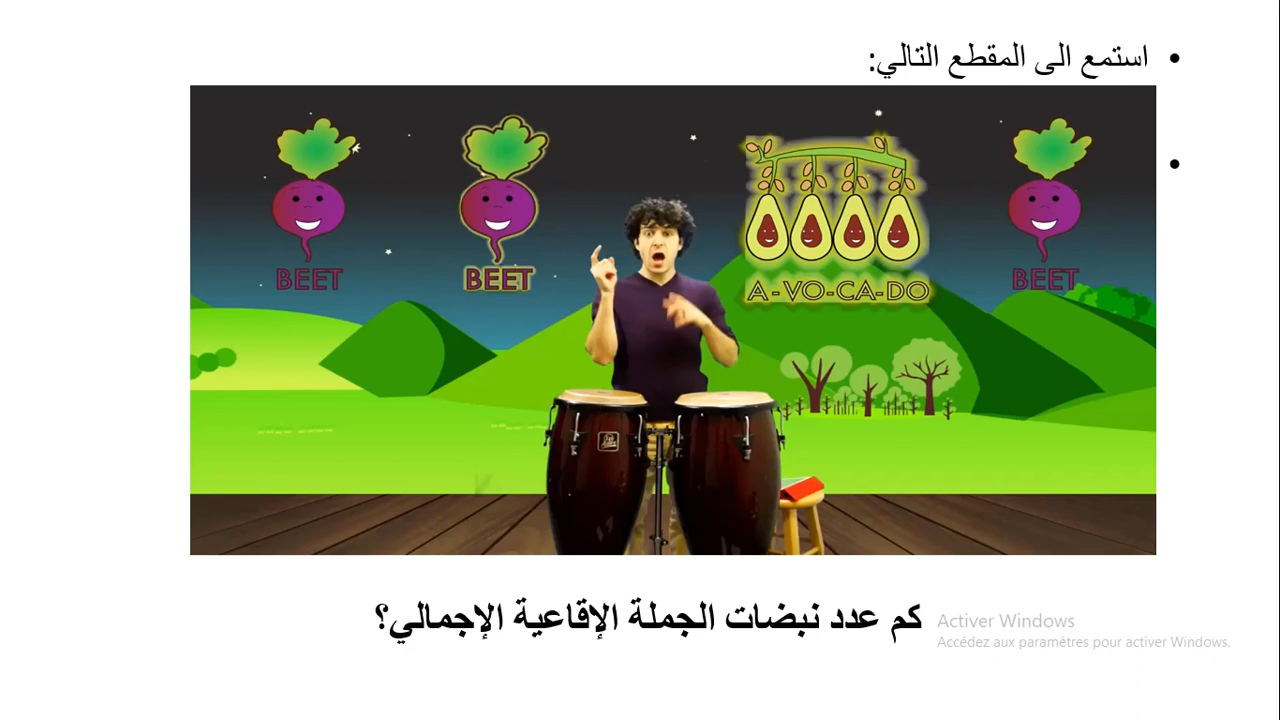 استمع الى المقطع التالي:
BEET BEET A-VO-CA-DO BEET
كم عدد نبضات الجملة الإقاعية الإجمالي؟
Activer Windows
Accédez aux paramètres pour activer Windows.